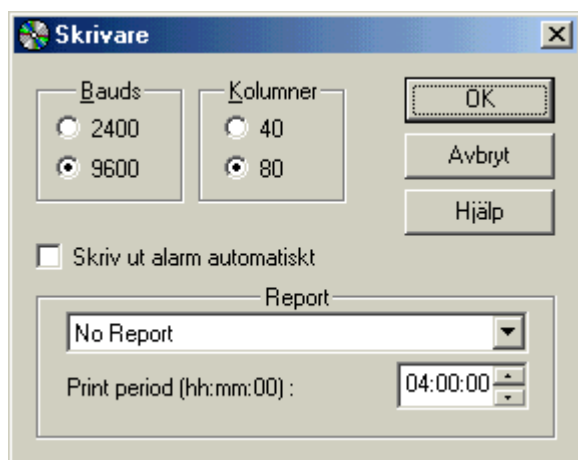 Skrivare
Bauds
2400
9600
Kolumner
40
80
OK
Avbryt
Hjälp
Skriv ut alarm automatiskt
Report
No Report
Print period (hh:mm:00) :
04:00:00